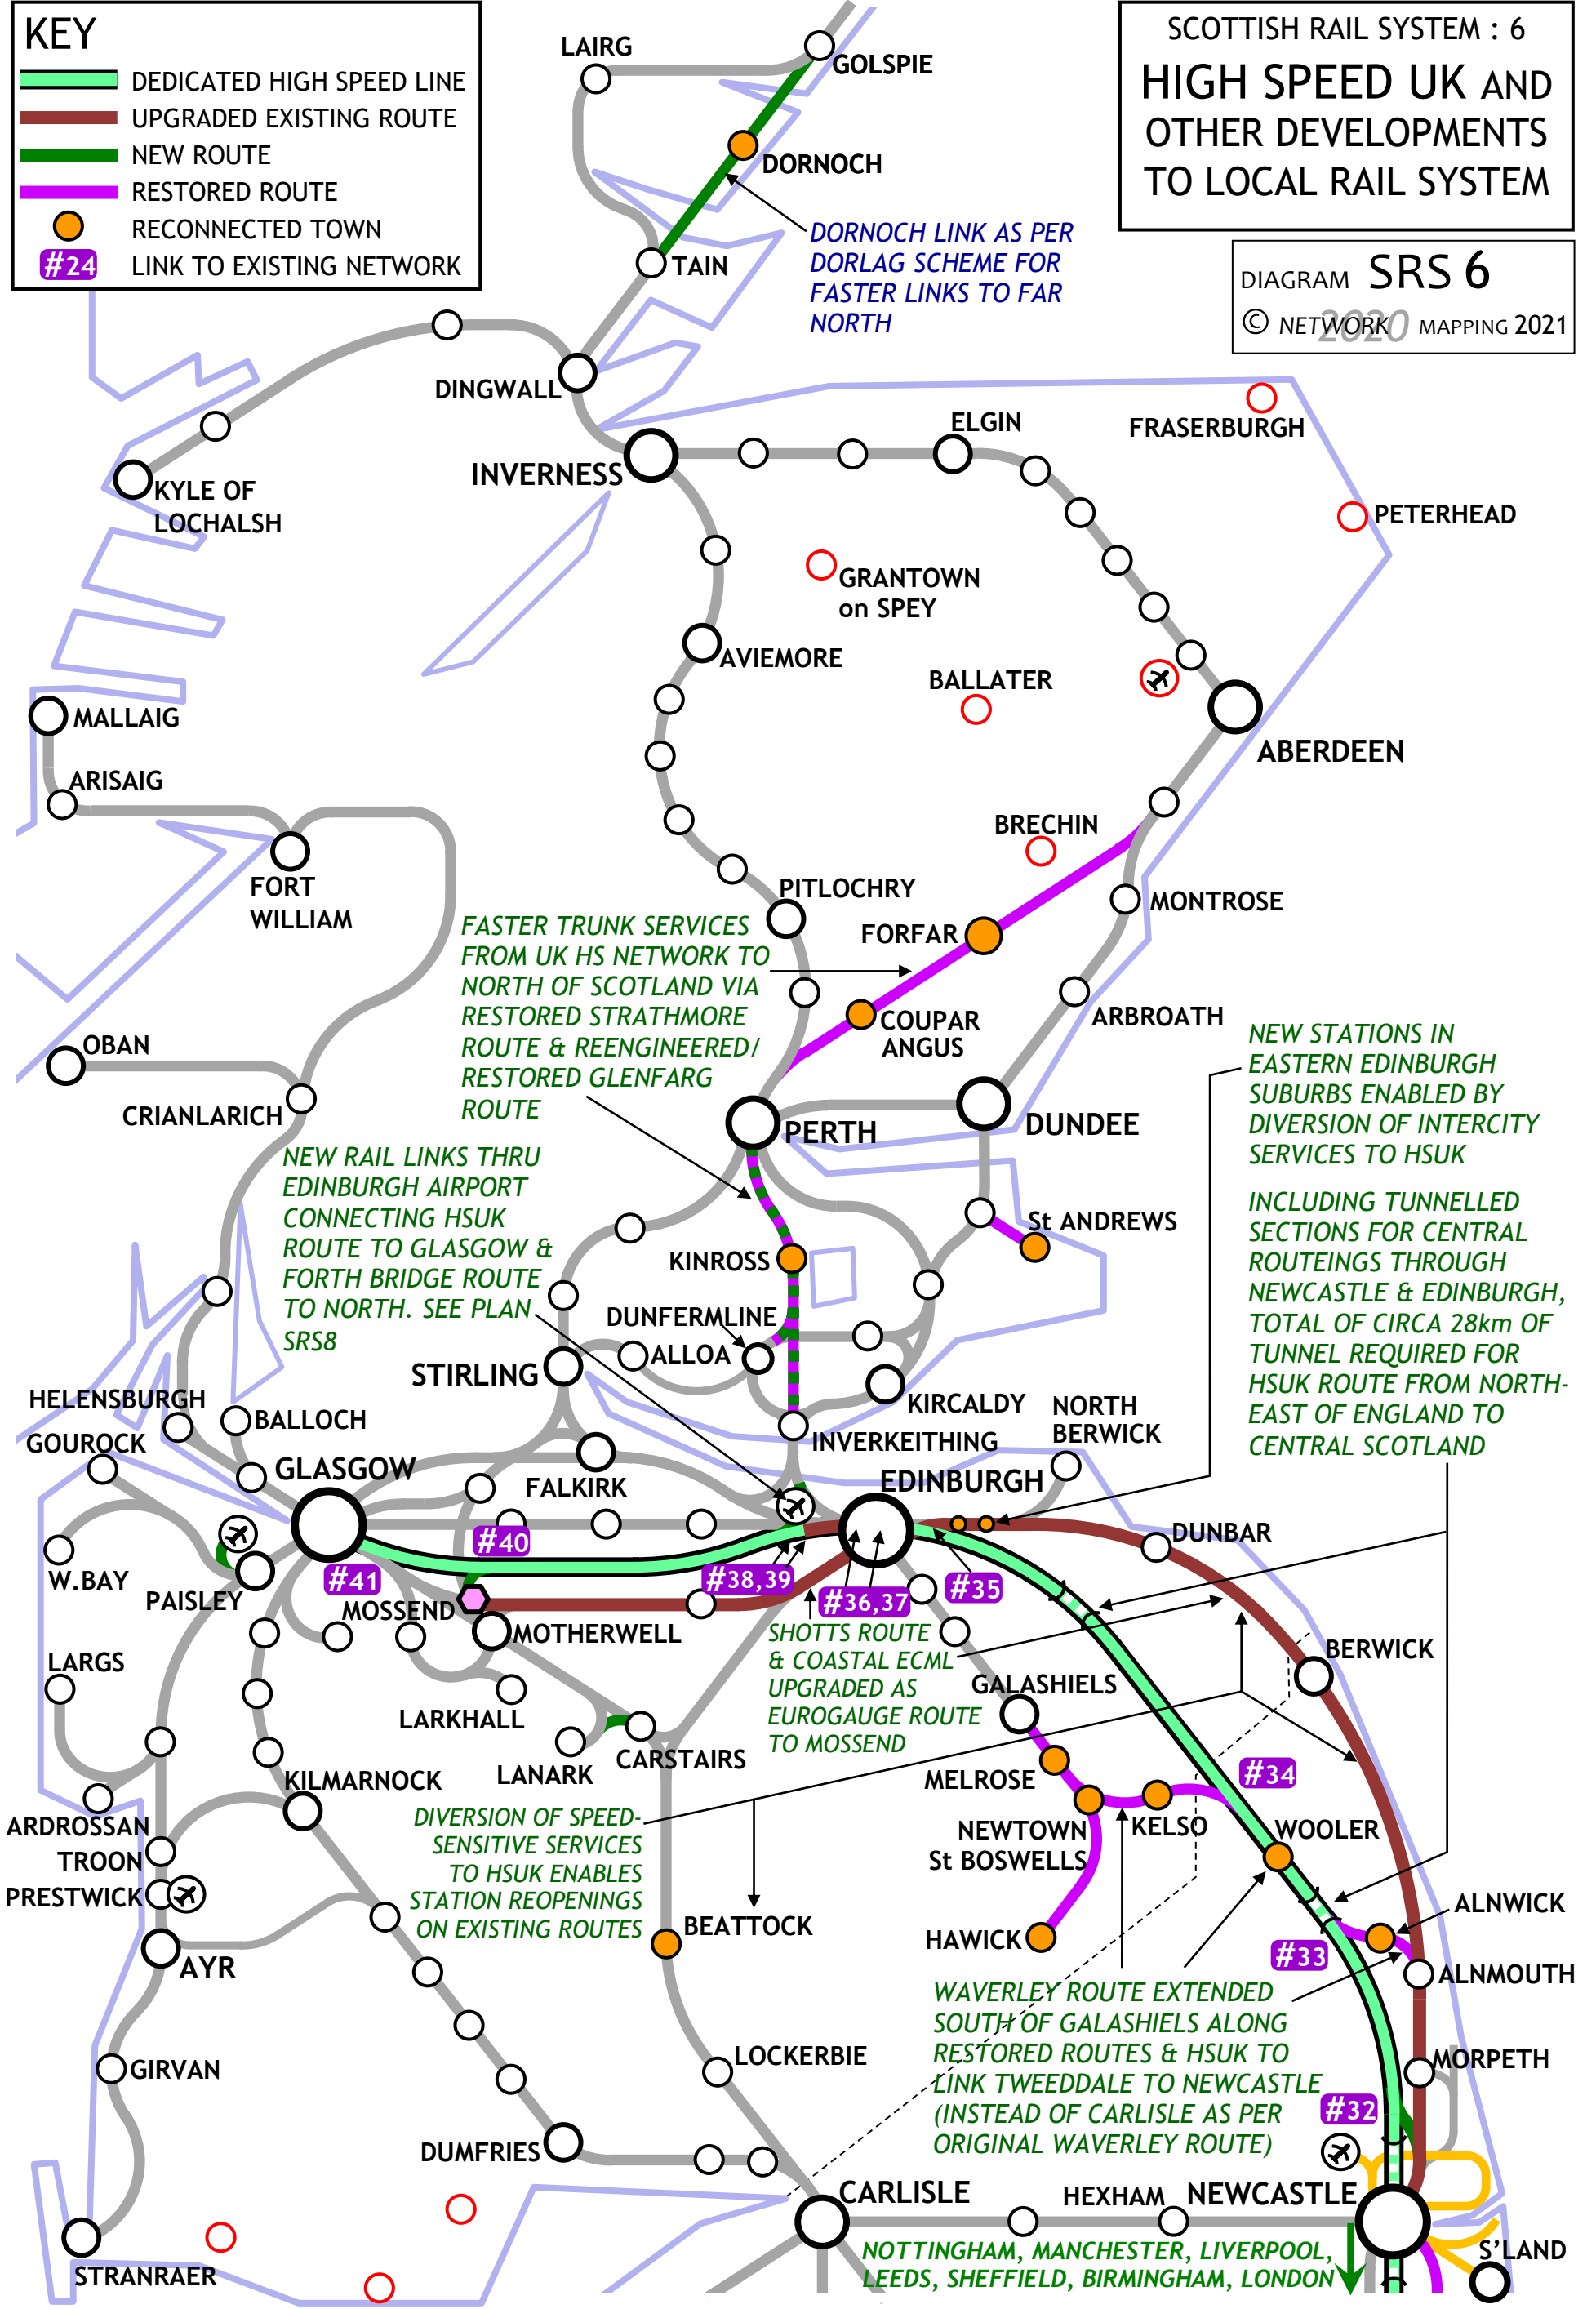 KEY
DEDICATED HIGH SPEED LINE
UPGRADED EXISTING ROUTE
NEW ROUTE
RESTORED ROUTE
RECONNECTED TOWN
#24 LINK TO EXISTING NETWORK
SCOTTISH RAIL SYSTEM : 6
HIGH SPEED UK AND
OTHER DEVELOPMENTS
TO LOCAL RAIL SYSTEM
DIAGRAM SRS 6
© NETWORK 2020 MAPPING 2021
LAIRG
GOLSPIE
DORNOCH
TAIN
DORNOCH LINK AS PER
DORLAG SCHEME FOR
FASTER LINKS TO FAR
NORTH
DINGWALL
INVERNESS
ELGIN
FRASERBURGH
PETERHEAD
KYLE OF
LOCHALSH
GRANTOWN
on SPEY
AVIEMORE
BALLATER
ABERDEEN
MALLAIG
ARISAIG
FORT
WILLIAM
BRECHIN
PITLOCHRY
MONTROSE
FORFAR
COUPAR
ANGUS
ARBROATH
FASTER TRUNK SERVICES
FROM UK HS NETWORK TO
NORTH OF SCOTLAND VIA
RESTORED STRATHMORE
ROUTE & REENGINEERED/
RESTORED GLENFARG
ROUTE
OBAN
CRIANLARICH
PERTH
DUNDEE
NEW STATIONS IN
EASTERN EDINBURGH
SUBURBS ENABLED BY
DIVERSION OF INTERCITY
SERVICES TO HSUK
INCLUDING TUNNELLED
SECTIONS FOR CENTRAL
ROUTEINGS THROUGH
NEWCASTLE & EDINBURGH,
TOTAL OF CIRCA 28km OF
TUNNEL REQUIRED FOR
HSUK ROUTE FROM NORTH-
EAST OF ENGLAND TO
CENTRAL SCOTLAND
NEW RAIL LINKS THRU
EDINBURGH AIRPORT
CONNECTING HSUK
ROUTE TO GLASGOW &
FORTH BRIDGE ROUTE
TO NORTH. SEE PLAN
SRS8
St ANDREWS
KINROSS
DUNFERMLINE
ALLOA
STIRLING
KIRCALDY
INVERKEITHING
NORTH
BERWICK
HELENSBURGH
BALLOCH
GOUROCK
GLASGOW
FALKIRK
EDINBURGH
DUNBAR
W.BAY
PAISLEY
#40
#41
#38,39
#36,37
#35
MOSSEND
MOTHERWELL
LARGS
LARKHALL
LANARK
CARSTAIRS
SHOTTS ROUTE
& COASTAL ECML
UPGRADED AS
EUROGAUGE ROUTE
TO MOSSEND
BERWICK
GALASHIELS
MELROSE
NEWTOWN
St BOSWELLS
KELSO
#34
WOOLER
HAWICK
KILMARNOCK
ARDROSSAN
TROON
PRESTWICK
AYR
DIVERSION OF SPEED-
SENSITIVE SERVICES
TO HSUK ENABLES
STATION REOPENINGS
ON EXISTING ROUTES
BEATTOCK
ALNWICK
#33
ALNMOUTH
WAVERLEY ROUTE EXTENDED
SOUTH OF GALASHIELS ALONG
RESTORED ROUTES & HSUK TO
LINK TWEEDDALE TO NEWCASTLE
(INSTEAD OF CARLISLE AS PER
ORIGINAL WAVERLEY ROUTE)
MORPETH
#32
GIRVAN
LOCKERBIE
DUMFRIES
CARLISLE
HEXHAM
NEWCASTLE
S'LAND
STRANRAER
NOTTINGHAM, MANCHESTER, LIVERPOOL,
LEEDS, SHEFFIELD, BIRMINGHAM, LONDON